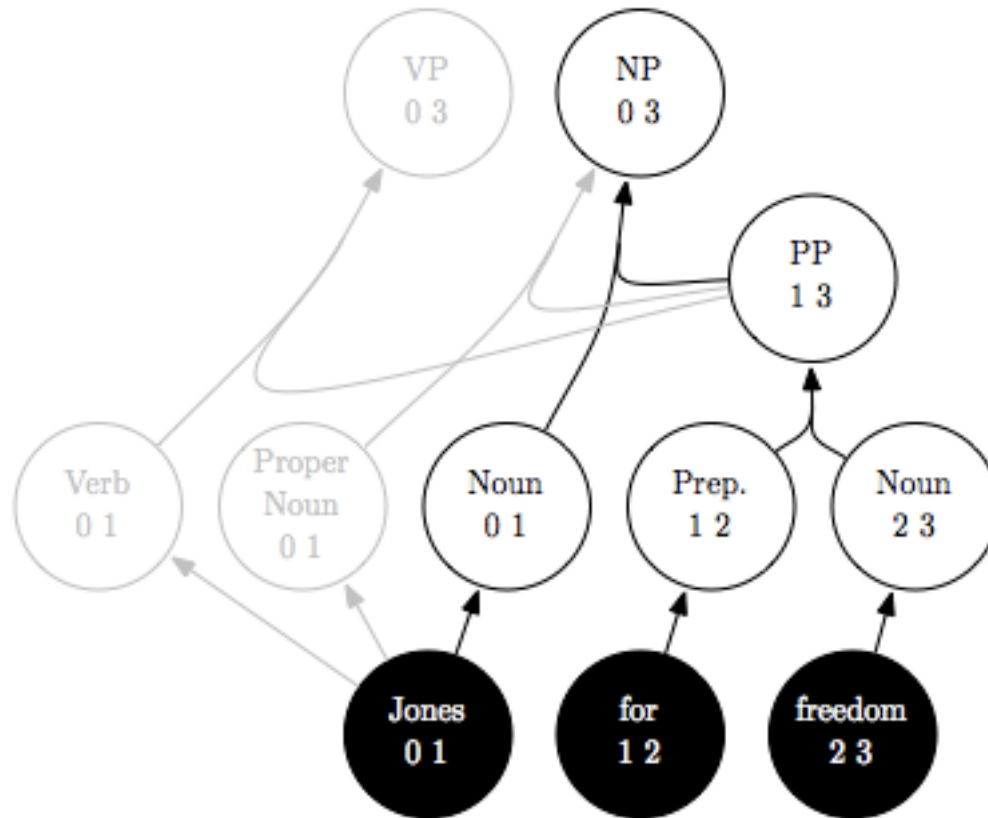 VP
0 3
NP
0 3
PP
1 3
Verb
0 1
Proper
Noun
0 1
Noun
0 1
Prep.
1 2
Noun
2 3
Jones
0 1
for
1 2
freedom
2 3